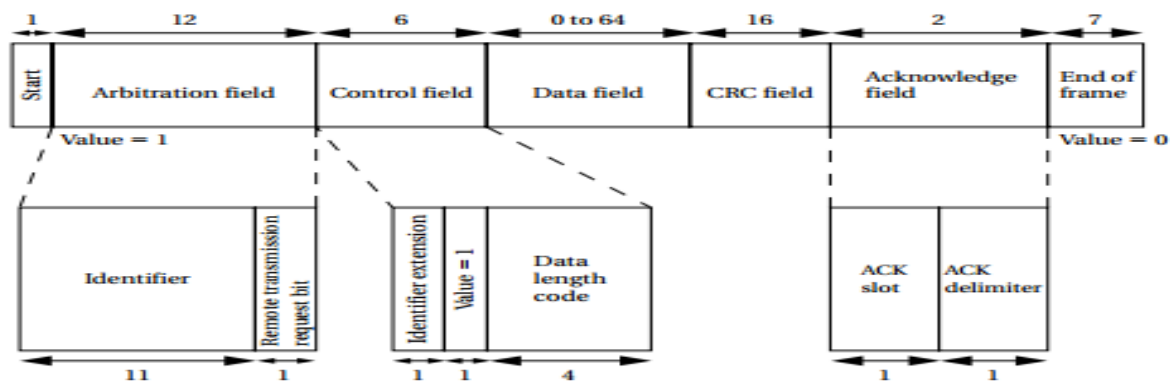 1
12
6
0 to 64
16
2
7
Start
Arbitration field
Control field
Data field
CRC field
Acknowledge
field
End of
frame
Value = 1
Value = 0
Identifier
Remote transmission
request bit
Identifier extension
Value = 1
Data
length
code
ACK
slot
ACK
delimiter
11
1
1
1
4
1
1